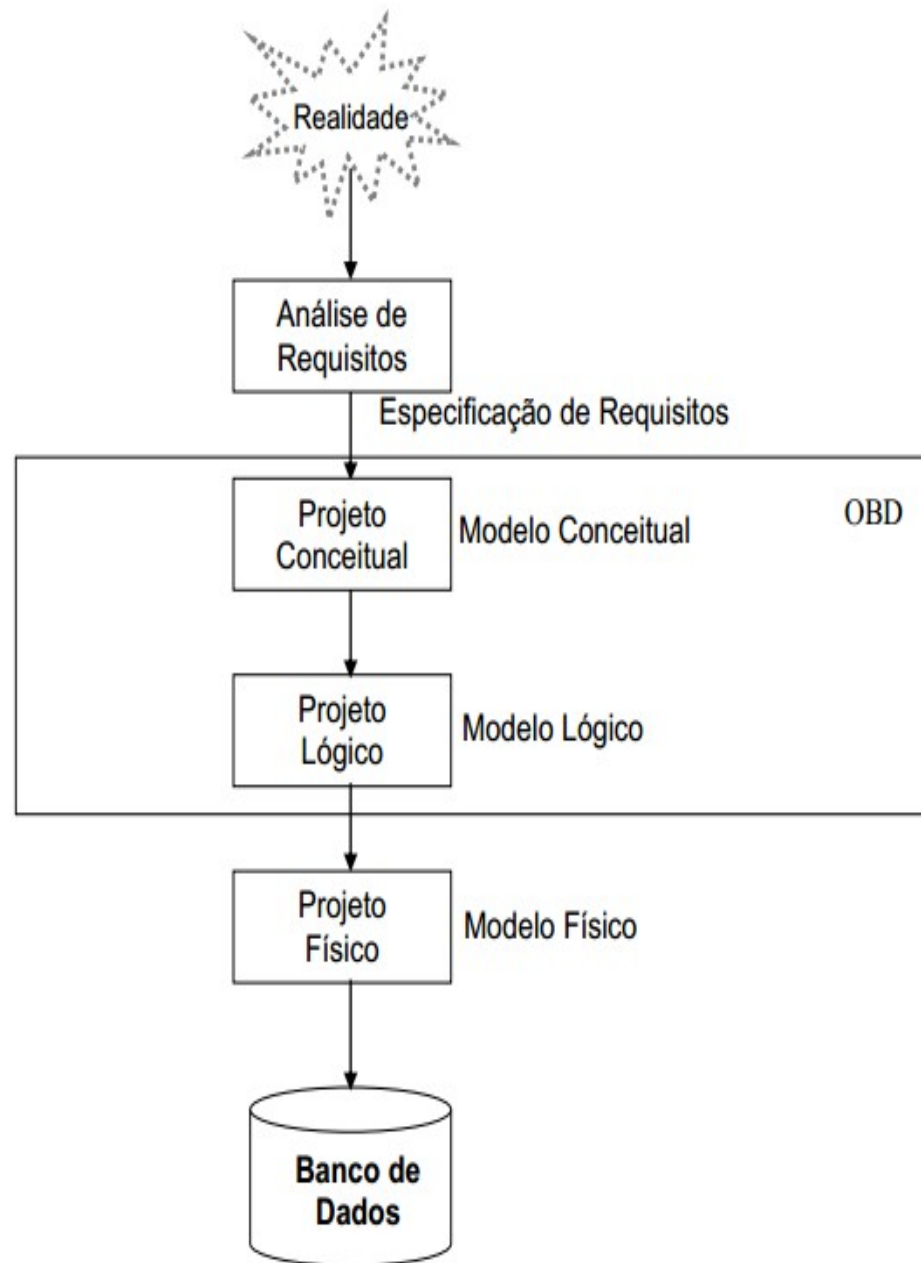 Realidade
Análise de
Requisitos
Especificação de Requisitos
Projeto
Conceitual
Modelo Conceitual
OBD
Projeto
Lógico
Modelo Lógico
Projeto
Físico
Modelo Físico
Banco de
Dados